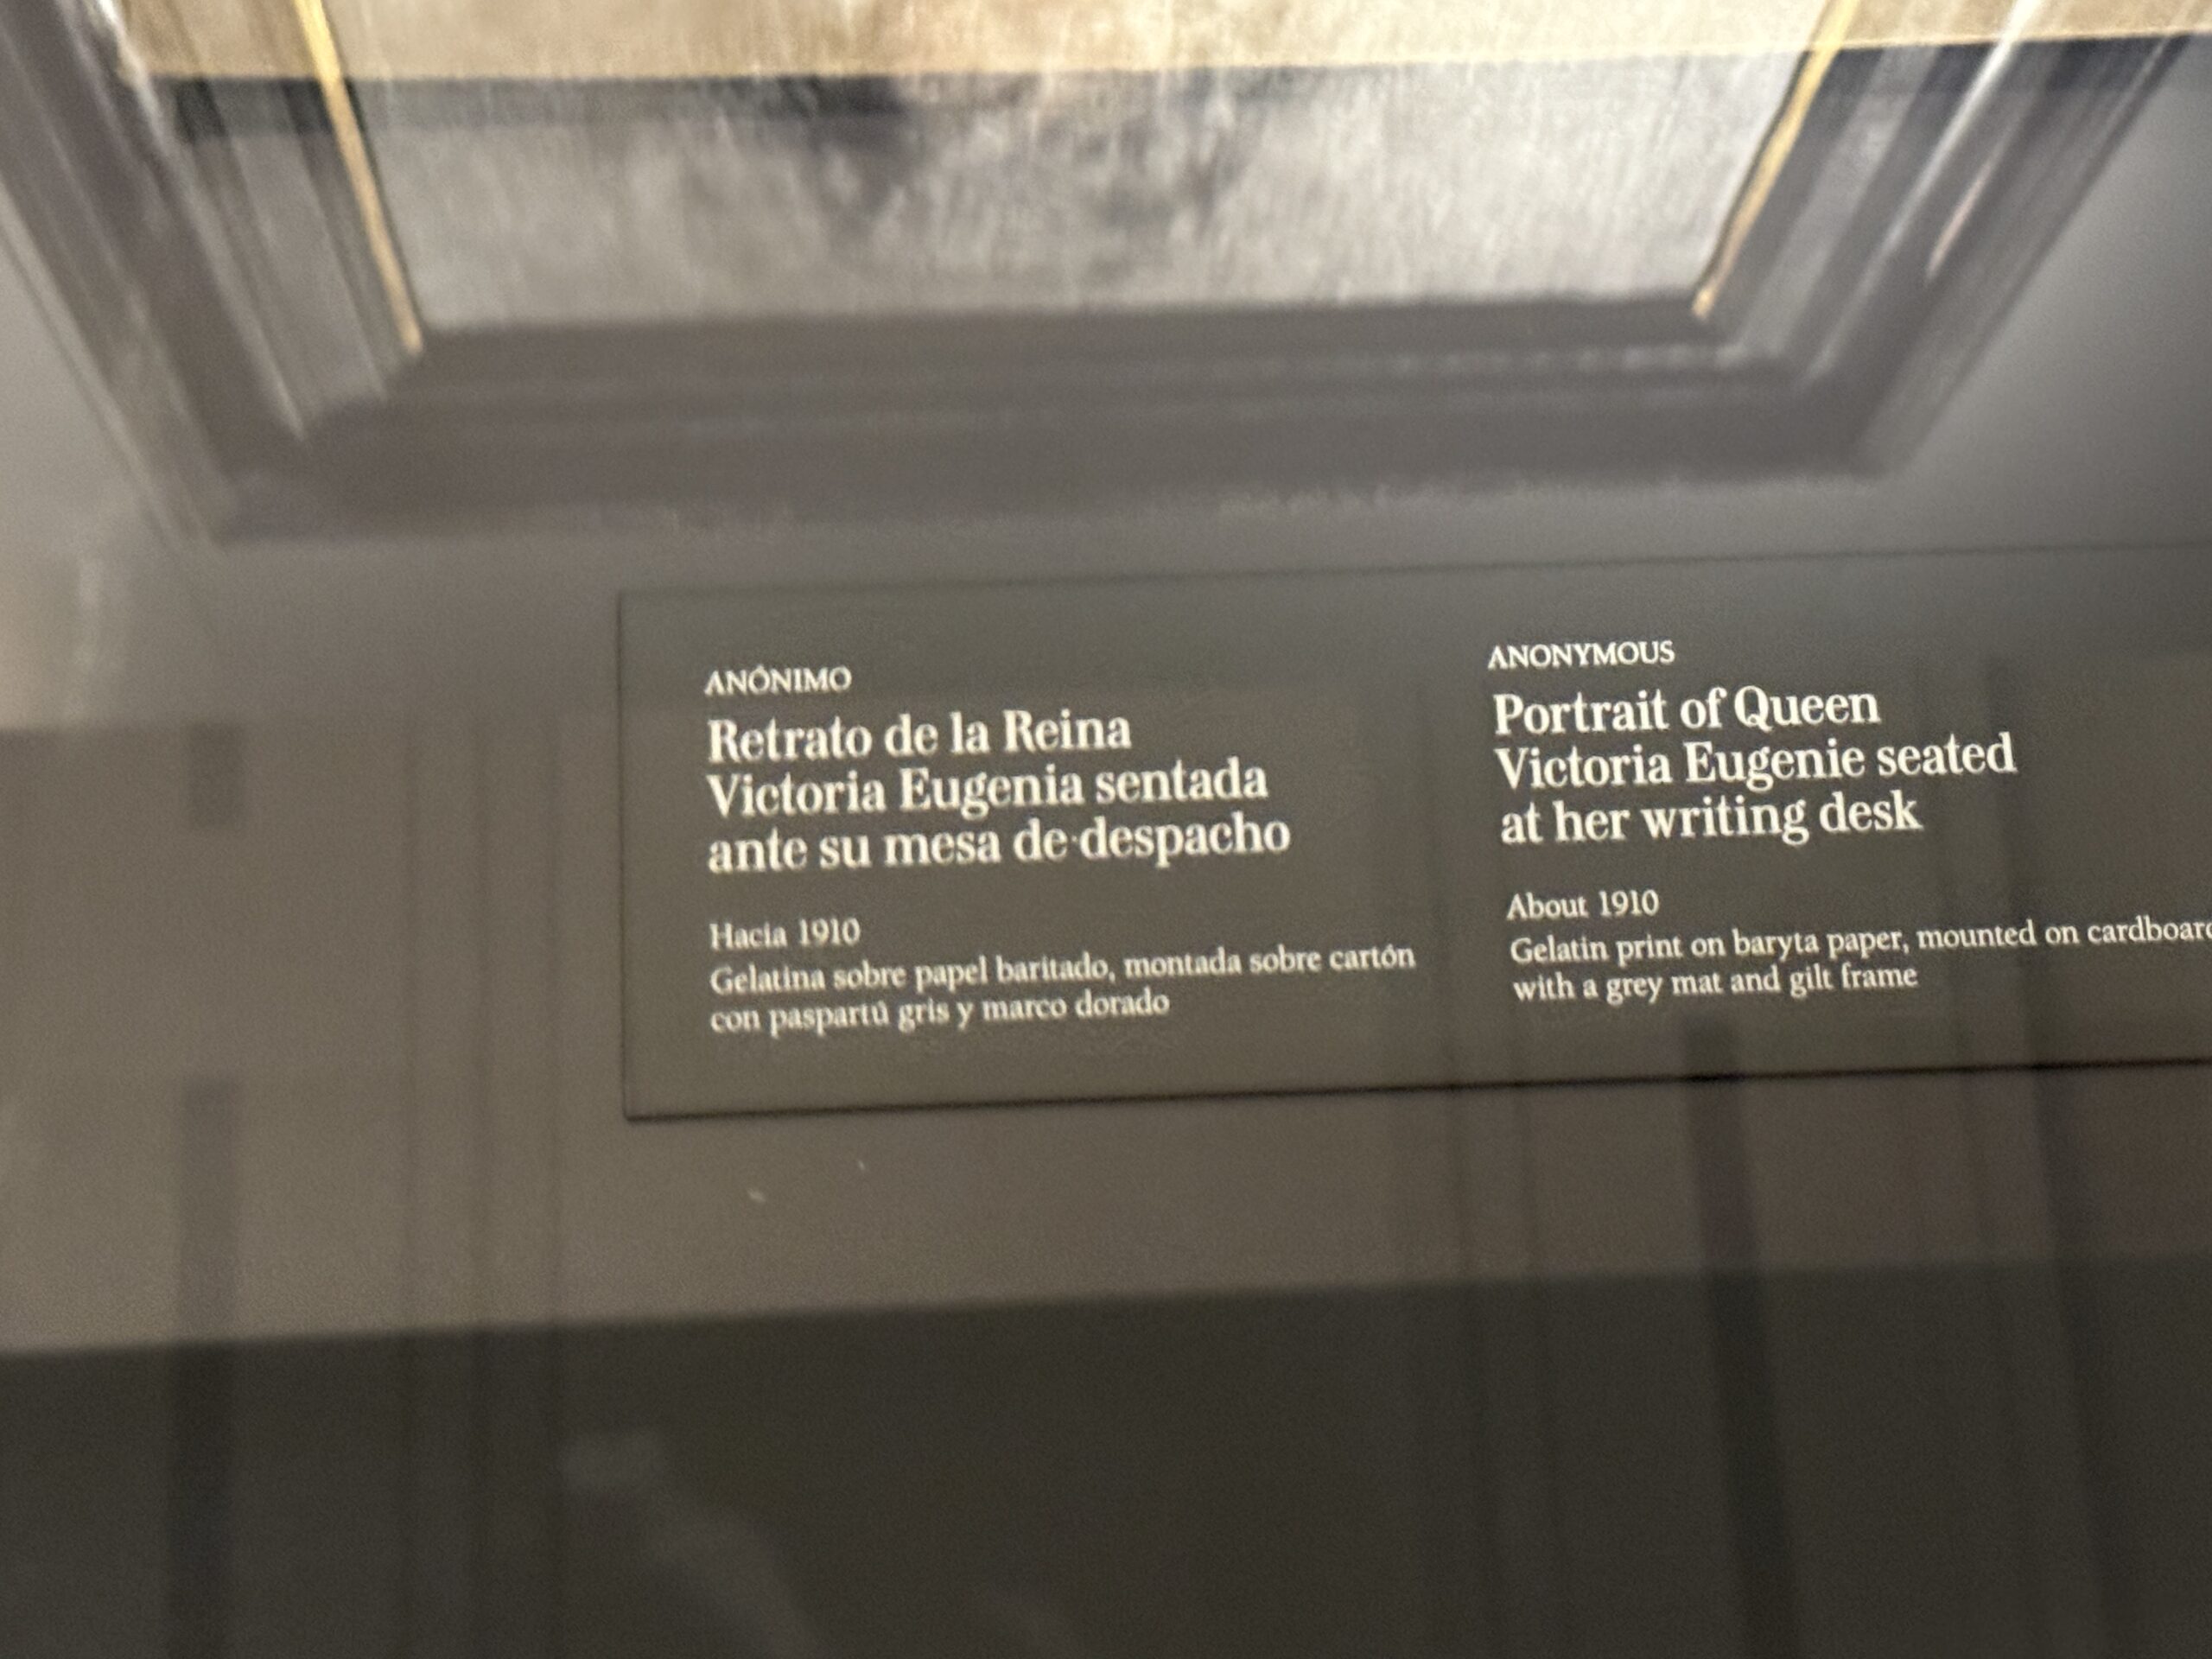 ANÓNIMO
Retrato de la Reina
Victoria Eugenia sentada
ante su mesa de despacho
Hacia 1910
Gelatina sobre papel baritado, montada sobre cartón
con paspartú gris y marco dorado
ANONYMOUS
Portrait of Queen
Victoria Eugenie seated
at her writing desk
About 1910
Gelatin print on baryta paper, mounted on cardboard
with a grey mat and gilt frame